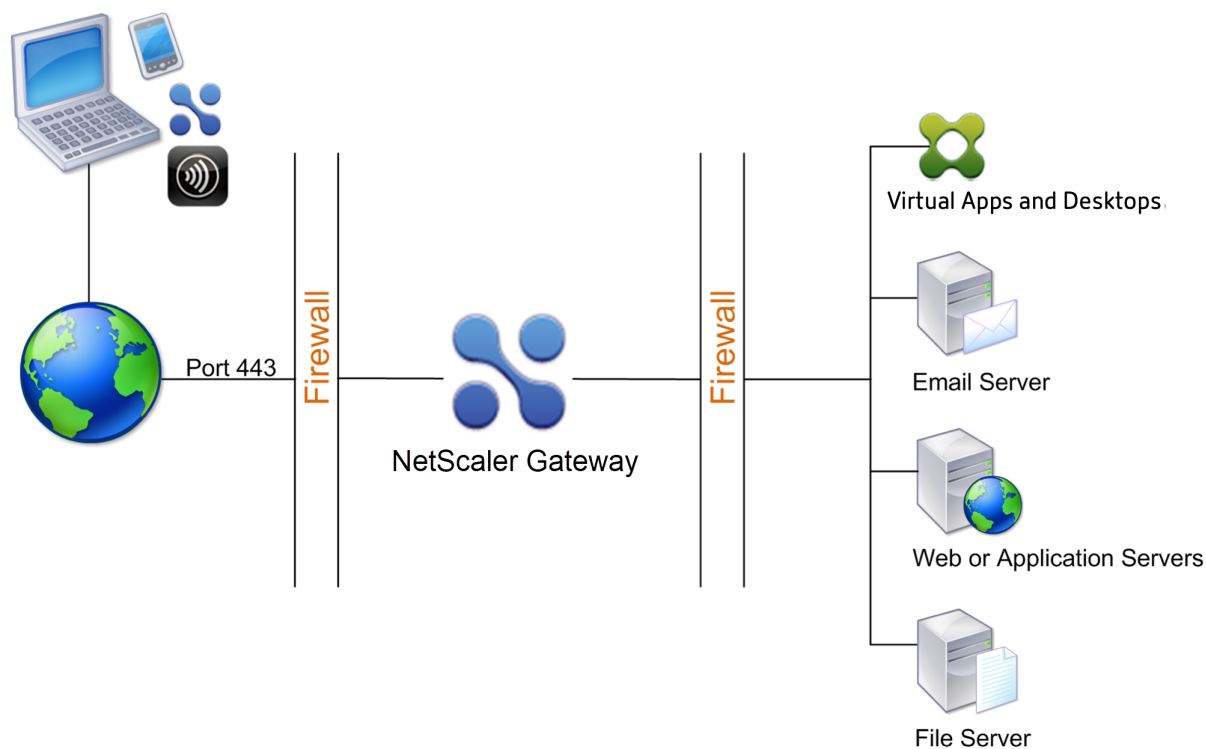 Port 443
Firewall
NetScaler Gateway
Firewall
Virtual Apps and Desktops
Email Server
Web or Application Servers
File Server